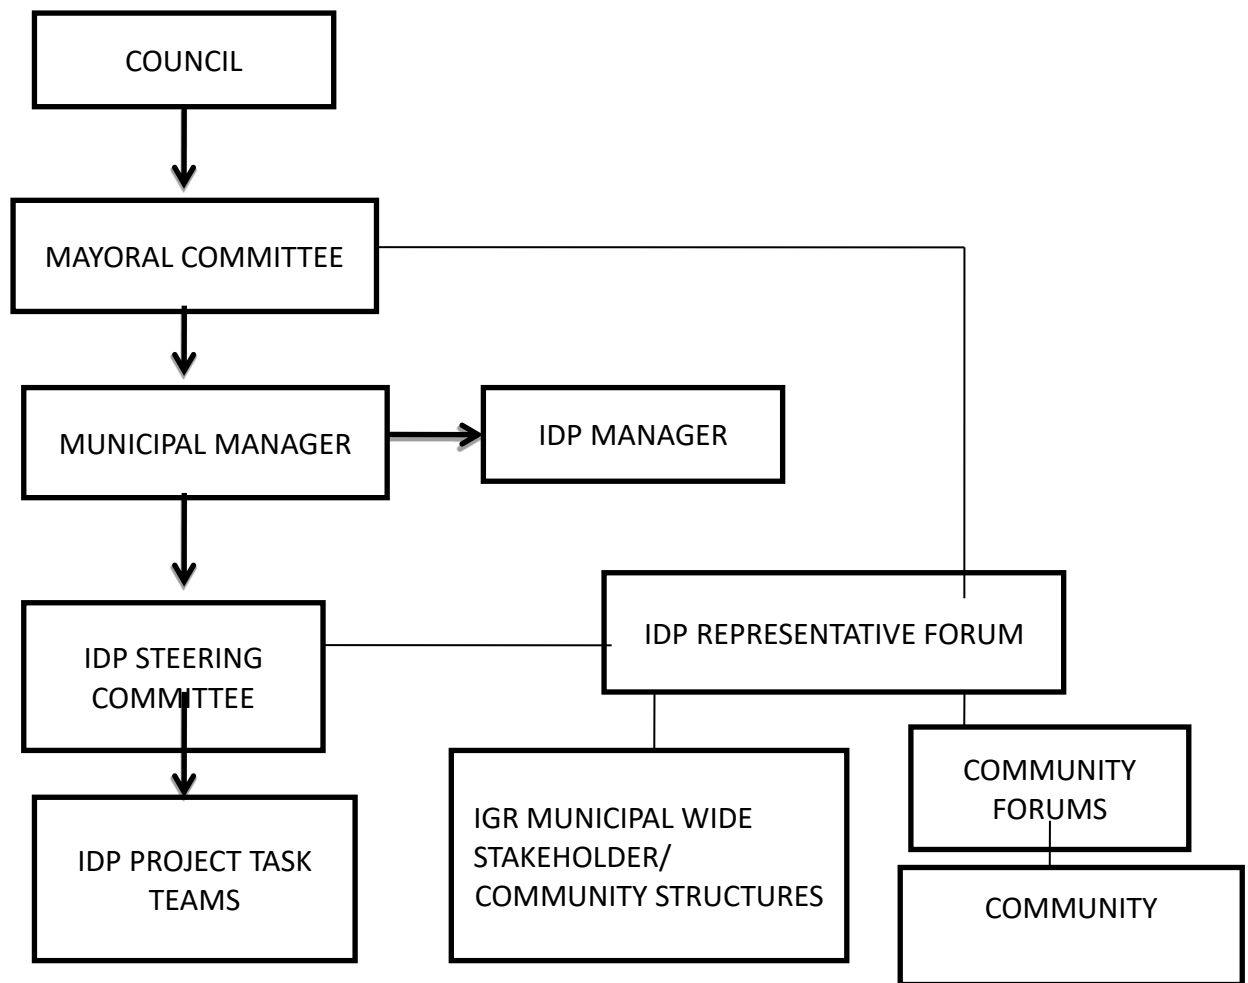 COUNCIL
MAYORAL COMMITTEE
MUNICIPAL MANAGER
IDP MANAGER
IDP STEERING
COMMITTEE
IDP REPRESENTATIVE FORUM
IDP PROJECT TASK
TEAMS
IGR MUNICIPAL WIDE
STAKEHOLDER/
COMMUNITY STRUCTURES
COMMUNITY
FORUMS
COMMUNITY